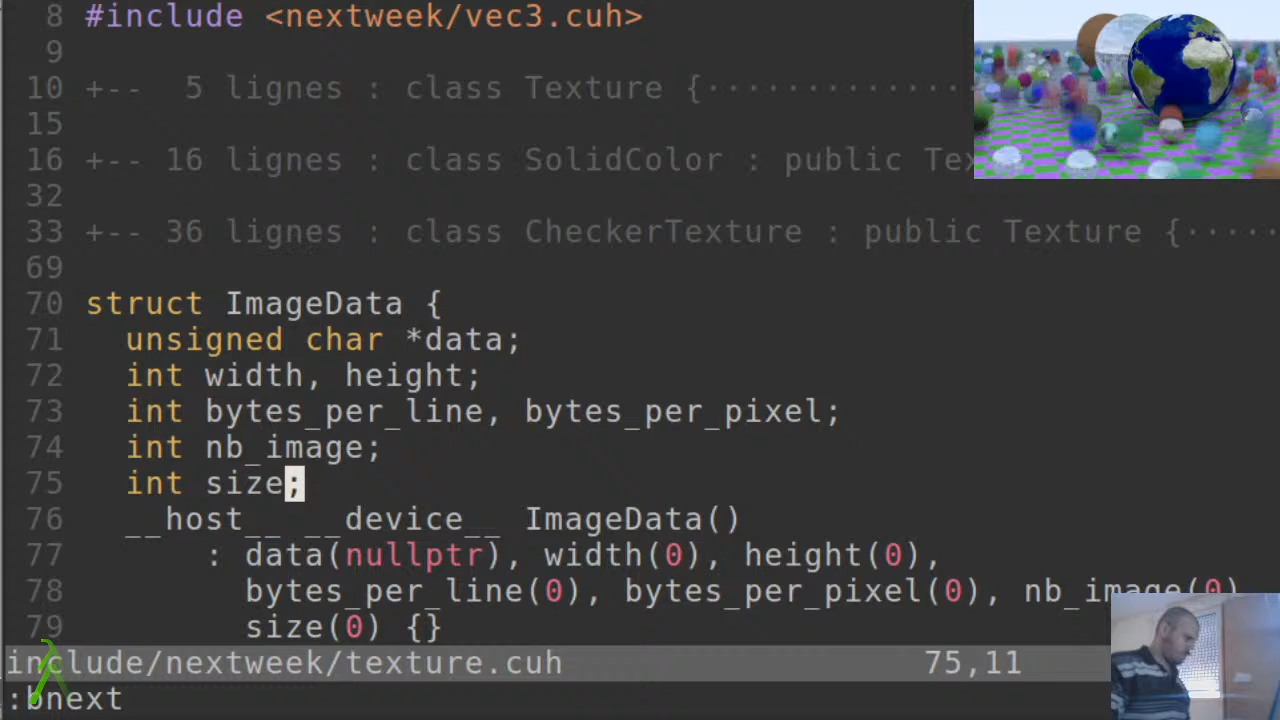 8 #include <nextweek/vec3.cuh>
9
10 +-- 5 lignes : class Texture {·············
15
16 +-- 16 lignes : class SolidColor : public
32
33 +-- 36 lignes : class CheckerTexture : public Texture {·····
69
70 struct ImageData {
71 unsigned char *data;
72 int width, height;
73 int bytes_per_line, bytes_per_pixel;
74 int nb_image;
75 int size;
76 __host__ __device__ ImageData()
77 : data(nullptr), width(0), height(0),
78 bytes_per_line(0), bytes_per_pixel(0), nb_image(0)
79 size(0) {}
include/nextweek/texture.cuh 75,11
:bnext